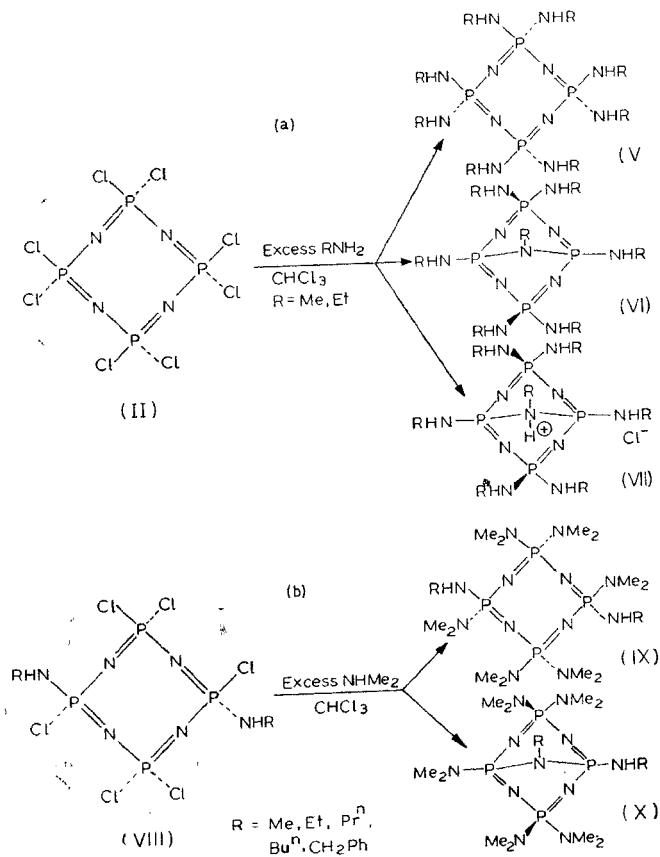 (a)
Cl Cl
Cl P Cl
N N
Cl P P Cl
Cl N N Cl
P
Cl Cl
(II)
Excess RNH2
CHCl3
R = Me, Et
RHN NHR
P
RHN N N NHR
P P
RHN N N NHR
P
RHN NHR
(V
RHN NHR
P
N R N
RHN P N P NHR
N N
P
RHN NHR
(VI)
RHN NHR
P
N R N
RHN P N P NHR
H ⊕ Cl−
N N
P
RHN NHR
(VII)
(b)
Cl Cl
P
RHN N N Cl
P P
Cl N N NHR
P
Cl Cl
(VIII)
Excess NHMe2
CHCl3
R = Me, Et, Prn,
Bun, CH2Ph
Me2N NMe2
P
RHN N N NMe2
P P
Me2N N N NHR
P
Me2N NMe2
(IX)
Me2N NMe2
P
N R N
Me2N P N P NHR
N N
P
Me2N NMe2
(X)